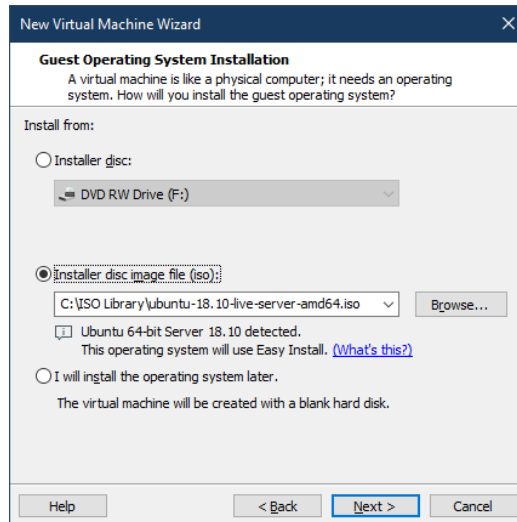 New Virtual Machine Wizard
Guest Operating System Installation
A virtual machine is like a physical computer; it needs an operating
system. How will you install the guest operating system?
Install from:
Installer disc:
DVD RW Drive (F:)
Installer disc image file (iso):
C:\ISO Library\ubuntu-18.10-live-server-amd64.iso
Browse...
Ubuntu 64-bit Server 18.10 detected.
This operating system will use Easy Install. (What's this?)
I will install the operating system later.
The virtual machine will be created with a blank hard disk.
Help
< Back
Next >
Cancel